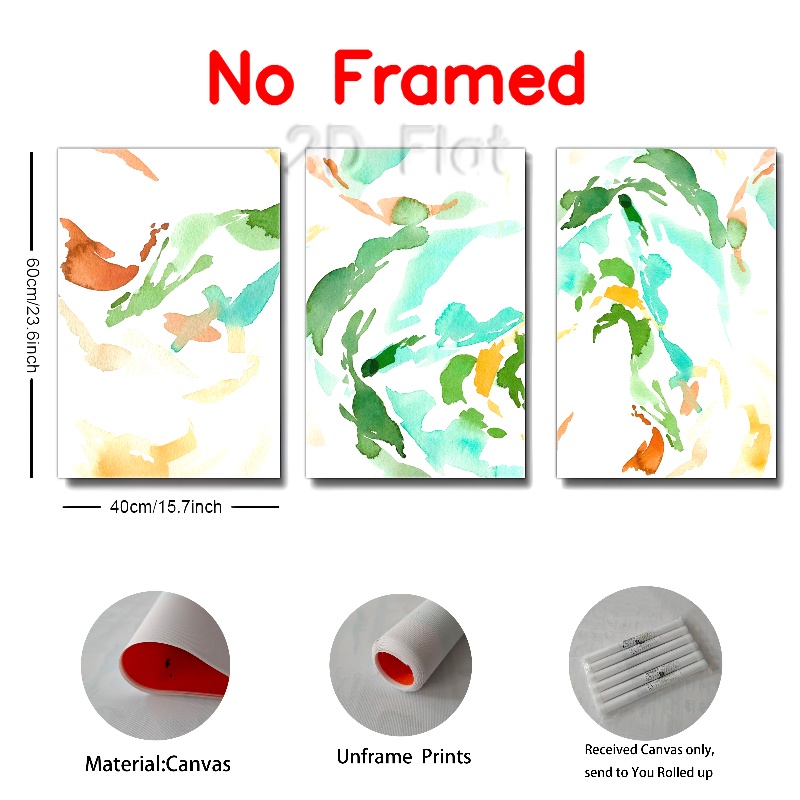 No Framed
2D Flat
60cm/23.6inch
40cm/15.7inch
Material:Canvas
Unframe Prints
Received Canvas only,
send to You Rolled up